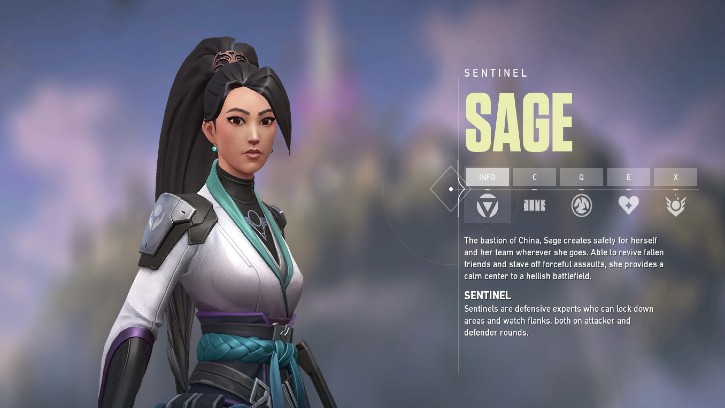 SENTINEL
SAGE
INFO C Q E X
The bastion of China, Sage creates safety for herself
and her team wherever she goes. Able to revive fallen
friends and stave off forceful assaults, she provides a
calm center to a hellish battlefield.
SENTINEL
Sentinels are defensive experts who can lock down
areas and watch flanks, both on attacker and
defender rounds.